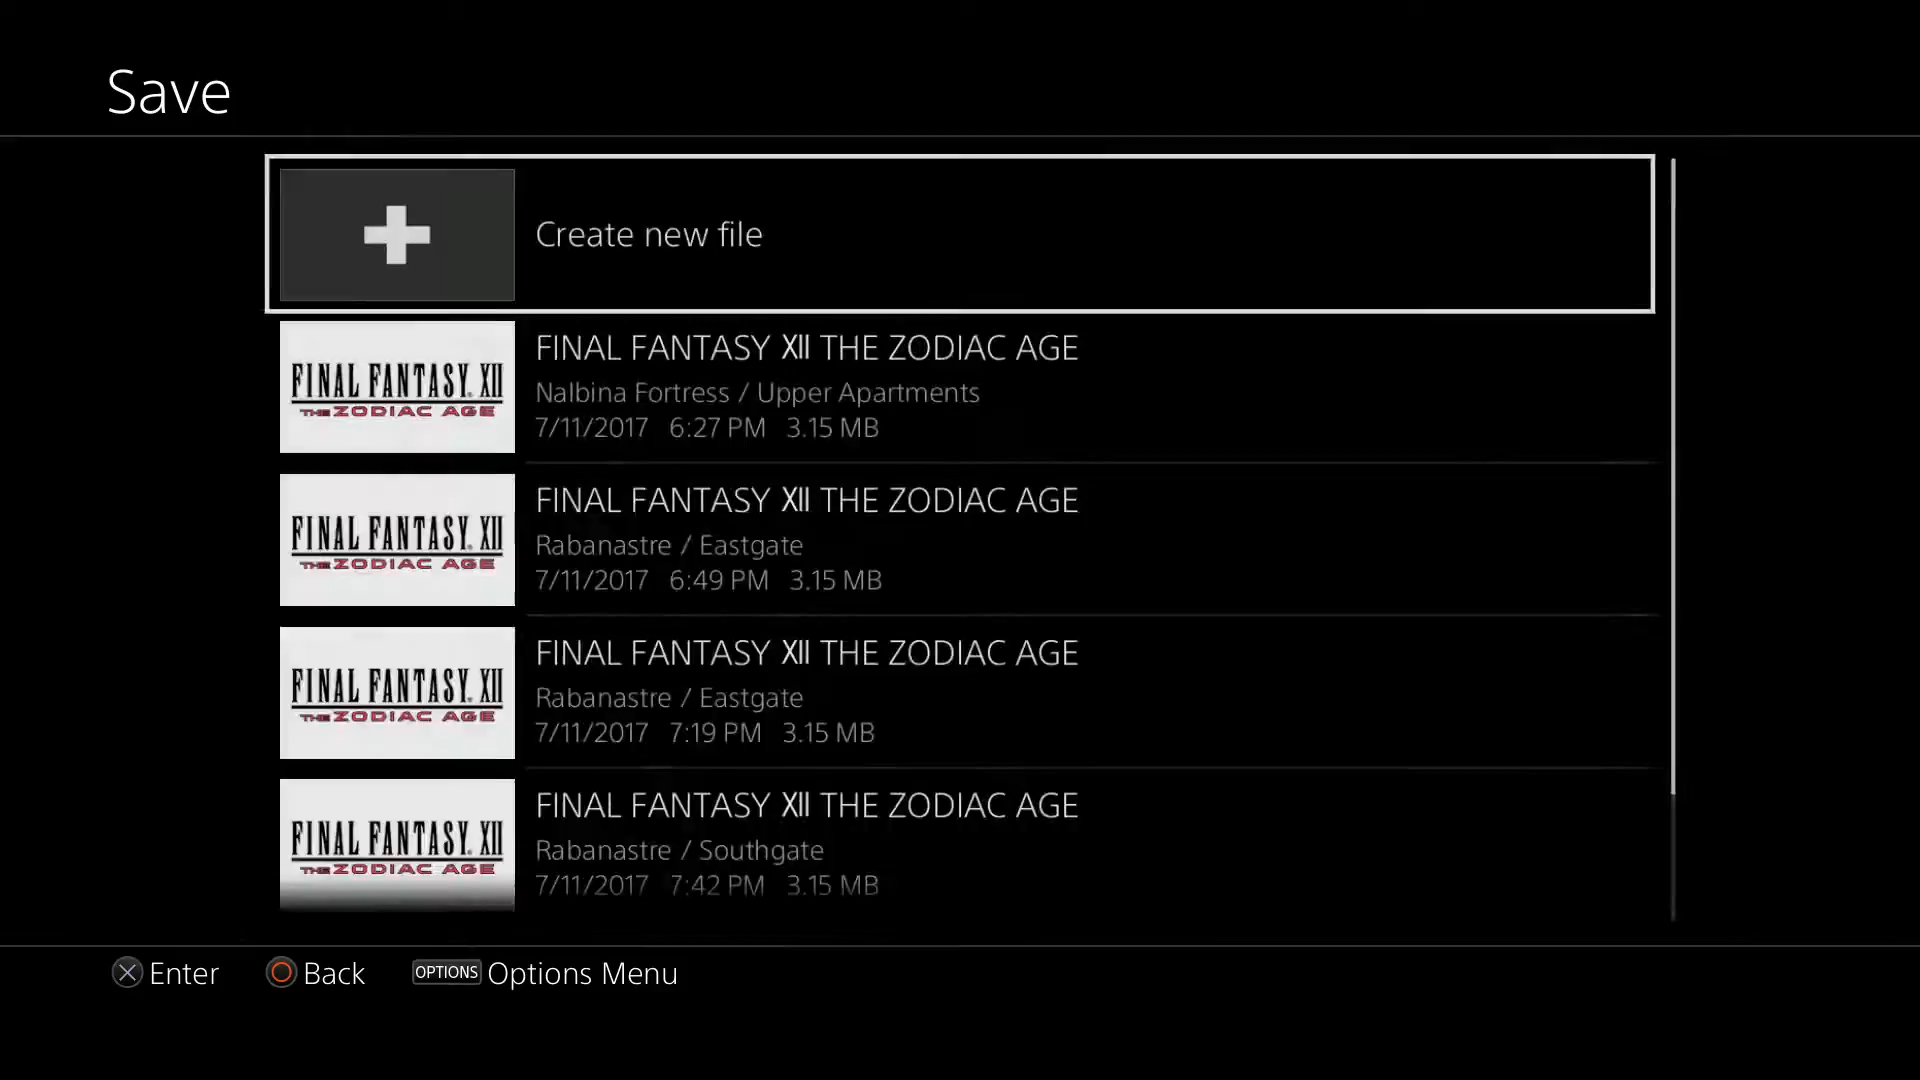 Save
Create new file
FINAL FANTASY XII THE ZODIAC AGE
Nalbina Fortress / Upper Apartments
7/11/2017 6:27 PM 3.15 MB
FINAL FANTASY. XII
THE ZODIAC AGE
FINAL FANTASY XII THE ZODIAC AGE
Rabanastre / Eastgate
7/11/2017 6:49 PM 3.15 MB
FINAL FANTASY. XII
THE ZODIAC AGE
FINAL FANTASY XII THE ZODIAC AGE
Rabanastre / Eastgate
7/11/2017 7:19 PM 3.15 MB
FINAL FANTASY. XII
THE ZODIAC AGE
FINAL FANTASY XII THE ZODIAC AGE
Rabanastre / Southgate
7/11/2017 7:42 PM 3.15 MB
FINAL FANTASY. XII
THE ZODIAC AGE
Enter Back OPTIONS Options Menu